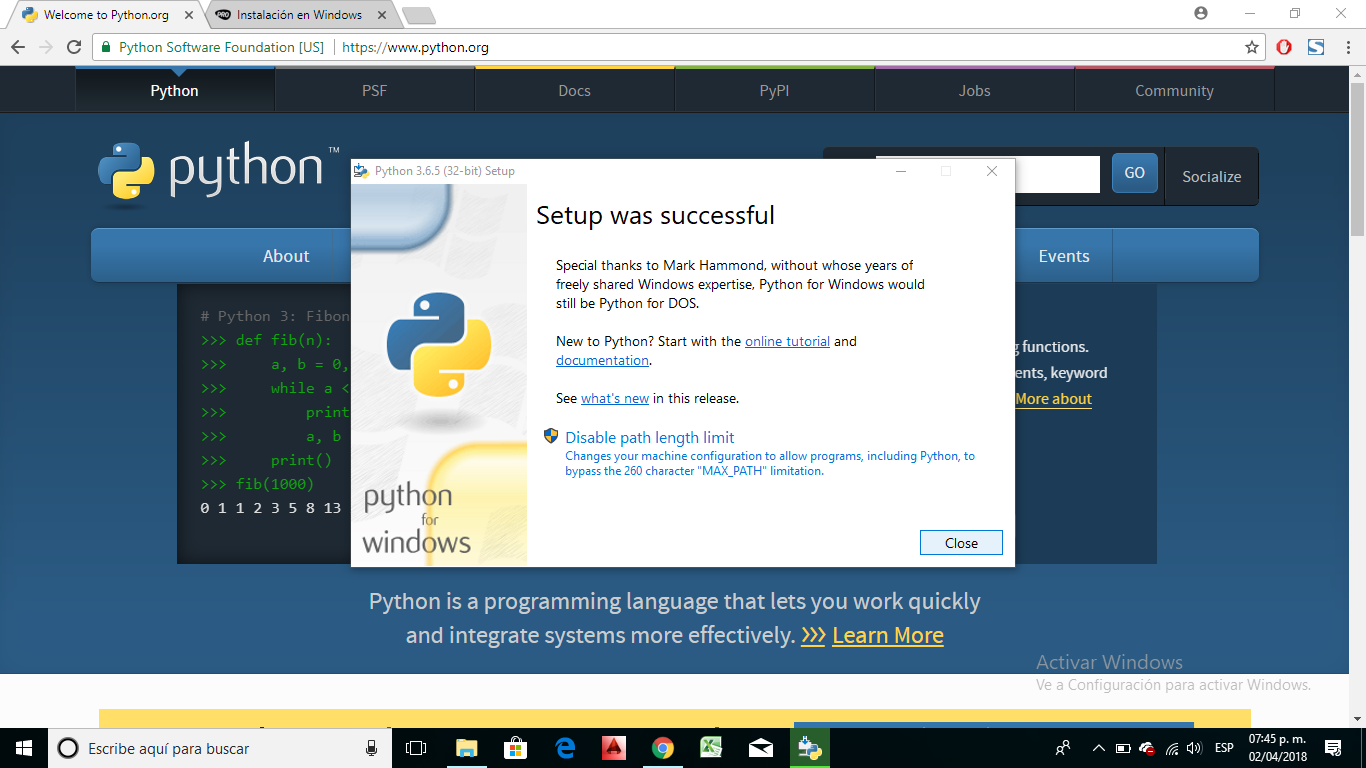 Welcome to Python.org
PRO Instalación en Windows
Python Software Foundation [US] https://www.python.org
Python PSF Docs PyPI Jobs Community
python™
GO Socialize
About Events
# Python 3: Fibon
>>> def fib(n):
>>> a, b = 0,
>>> while a <
>>> print
>>> a, b
>>> print()
>>> fib(1000)
0 1 1 2 3 5 8 13
g functions.
ents, keyword
More about
Python 3.6.5 (32-bit) Setup
Setup was successful
Special thanks to Mark Hammond, without whose years of
freely shared Windows expertise, Python for Windows would
still be Python for DOS.
New to Python? Start with the online tutorial and
documentation.
See what's new in this release.
Disable path length limit
Changes your machine configuration to allow programs, including Python, to
bypass the 260 character "MAX_PATH" limitation.
python
for
windows
Close
Python is a programming language that lets you work quickly
and integrate systems more effectively. >>> Learn More
Activar Windows
Ve a Configuración para activar Windows.
Escribe aquí para buscar
ESP
07:45 p. m.
02/04/2018